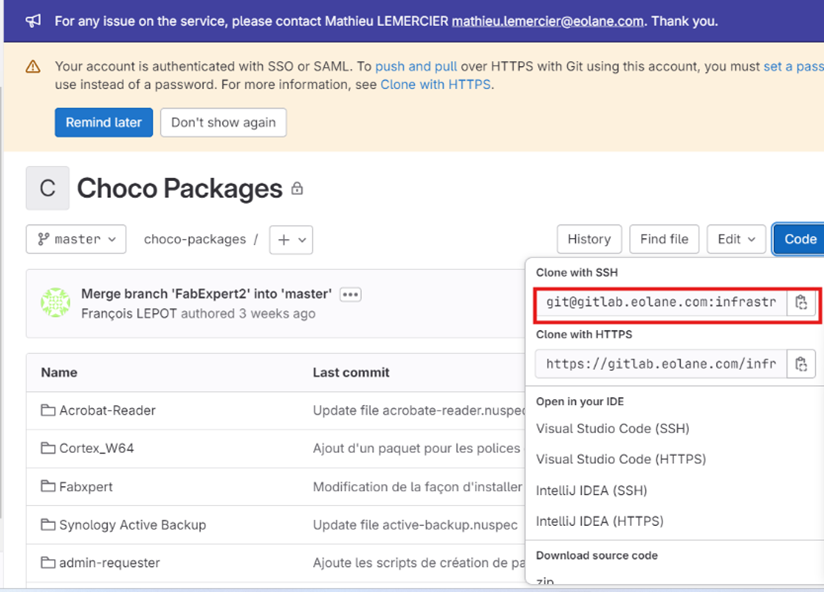 For any issue on the service, please contact Mathieu LEMERCIER mathieu.lemercier@eolane.com. Thank you.
Your account is authenticated with SSO or SAML. To push and pull over HTTPS with Git using this account, you must set a pass
use instead of a password. For more information, see Clone with HTTPS.
Remind later
Don't show again
C
Choco Packages
master
choco-packages /
+
History
Find file
Edit
Code
Merge branch 'FabExpert2' into 'master'
François LEPOT authored 3 weeks ago
Clone with SSH
git@gitlab.eolane.com:infrastr
Clone with HTTPS
https://gitlab.eolane.com/infr
Open in your IDE
Visual Studio Code (SSH)
Visual Studio Code (HTTPS)
IntelliJ IDEA (SSH)
IntelliJ IDEA (HTTPS)
Download source code
zip
Name
Last commit
Acrobat-Reader
Update file acrobate-reader.nuspec
Cortex_W64
Ajout d'un paquet pour les polices
Fabxpert
Modification de la façon d'installer
Synology Active Backup
Update file active-backup.nuspec
admin-requester
Ajoute les scripts de création de pa